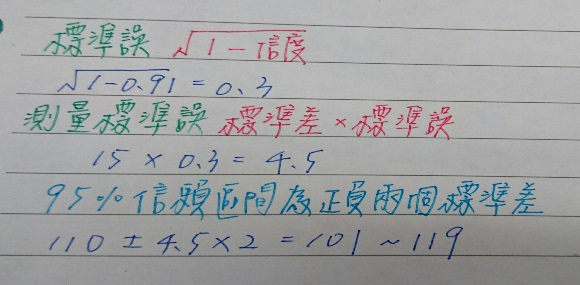 標準誤 √1-信度
√1-0.91 = 0.3
測量標準誤 標準差×標準誤
15 × 0.3 = 4.5
95% 信賴區間為正負兩個標準差
110 ± 4.5×2 = 101 ~ 119